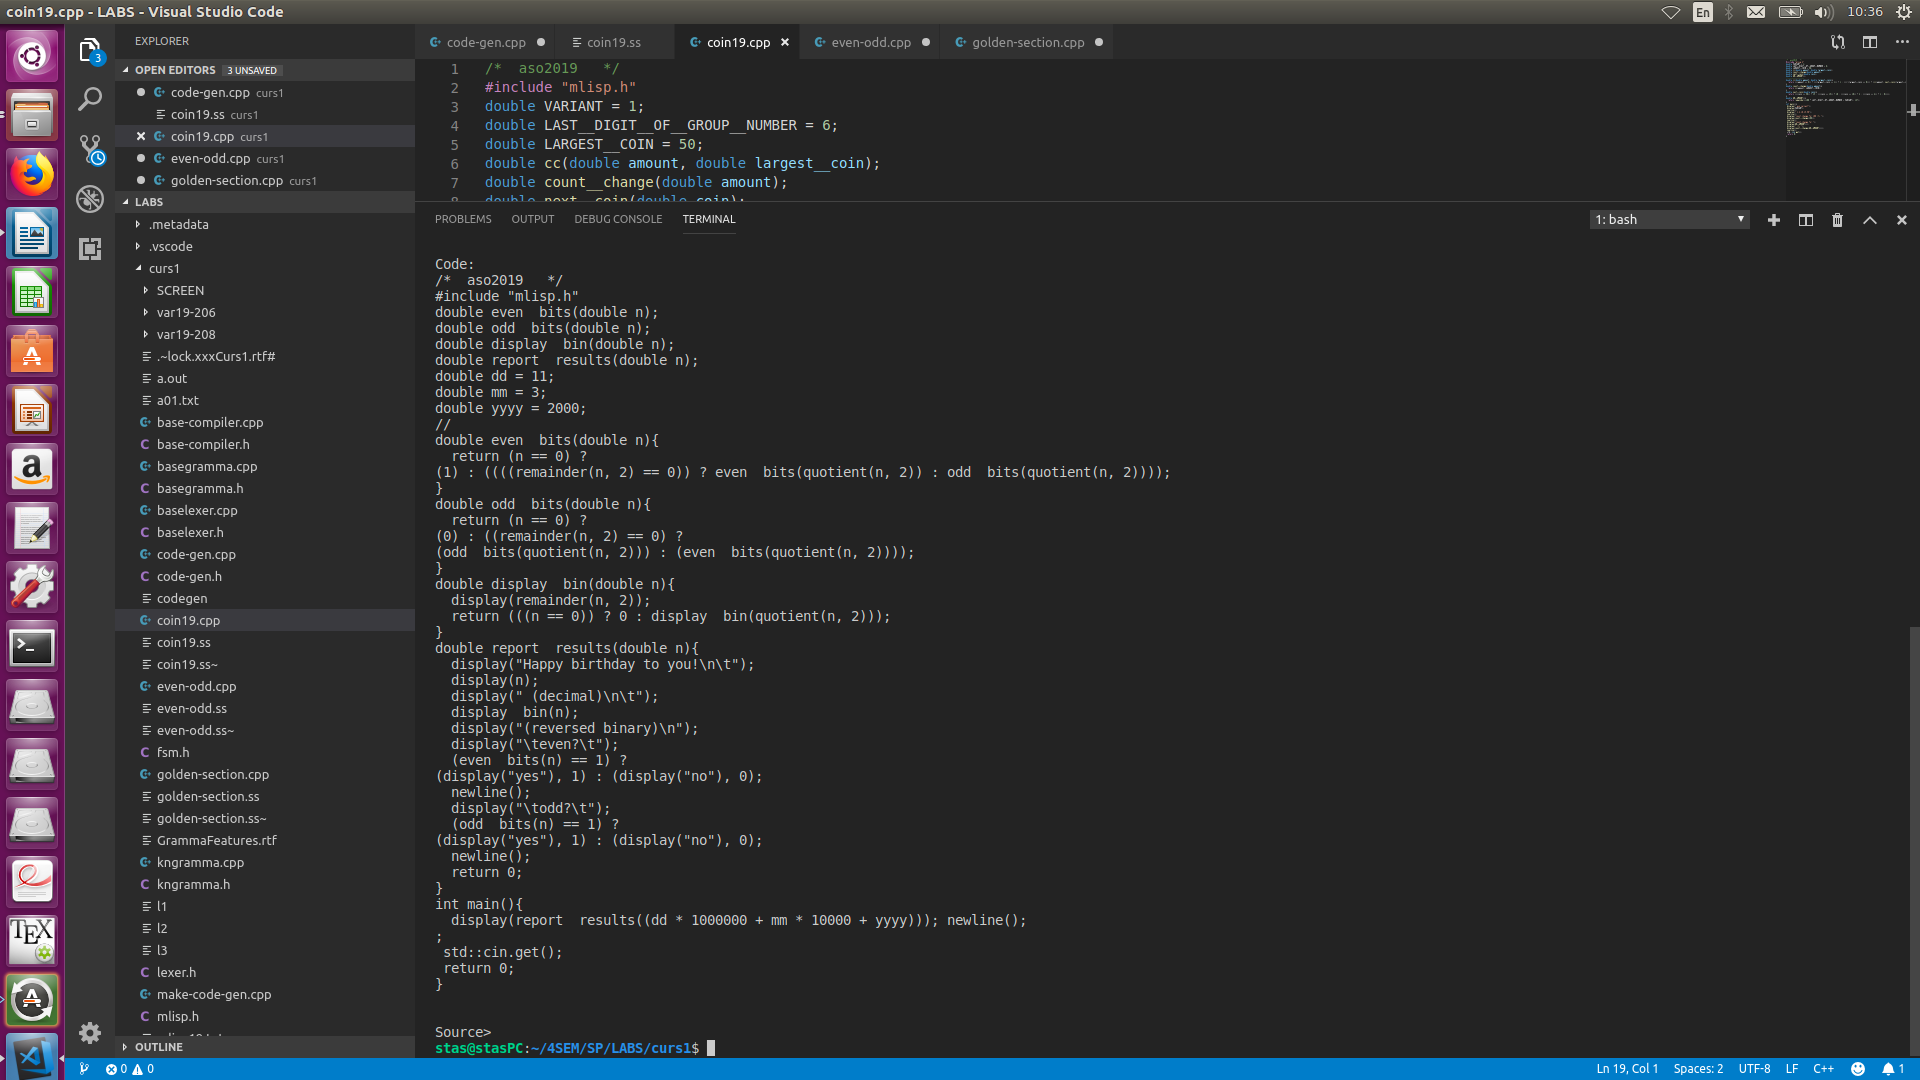 coin19.cpp - LABS - Visual Studio Code
En
10:36
EXPLORER
OPEN EDITORS 3 UNSAVED
code-gen.cpp curs1
coin19.ss curs1
coin19.cpp curs1
even-odd.cpp curs1
golden-section.cpp curs1
LABS
.metadata
.vscode
curs1
SCREEN
var19-206
var19-208
.~lock.xxxCurs1.rtf#
a.out
a01.txt
base-compiler.cpp
base-compiler.h
basegramma.cpp
basegramma.h
baselexer.cpp
baselexer.h
code-gen.cpp
code-gen.h
codegen
coin19.cpp
coin19.ss
coin19.ss~
even-odd.cpp
even-odd.ss
even-odd.ss~
fsm.h
golden-section.cpp
golden-section.ss
golden-section.ss~
GrammaFeatures.rtf
kngramma.cpp
kngramma.h
l1
l2
l3
lexer.h
make-code-gen.cpp
mlisp.h
OUTLINE
3
code-gen.cpp
coin19.ss
coin19.cpp
even-odd.cpp
golden-section.cpp
1 /*  aso2019   */
2 #include "mlisp.h"
3 double VARIANT = 1;
4 double LAST__DIGIT__OF__GROUP__NUMBER = 6;
5 double LARGEST__COIN = 50;
6 double cc(double amount, double largest__coin);
7 double count__change(double amount);
8 double next__coin(double coin);
PROBLEMS OUTPUT DEBUG CONSOLE TERMINAL
1: bash
Code:
/*  aso2019   */
#include "mlisp.h"
double even  bits(double n);
double odd  bits(double n);
double display  bin(double n);
double report  results(double n);
double dd = 11;
double mm = 3;
double yyyy = 2000;
//
double even  bits(double n){
  return (n == 0) ?
(1) : ((((remainder(n, 2) == 0)) ? even  bits(quotient(n, 2)) : odd  bits(quotient(n, 2))));
}
double odd  bits(double n){
  return (n == 0) ?
(0) : ((remainder(n, 2) == 0) ?
(odd  bits(quotient(n, 2))) : (even  bits(quotient(n, 2))));
}
double display  bin(double n){
  display(remainder(n, 2));
  return (((n == 0)) ? 0 : display  bin(quotient(n, 2)));
}
double report  results(double n){
  display("Happy birthday to you!\n\t");
  display(n);
  display(" (decimal)\n\t");
  display  bin(n);
  display("(reversed binary)\n");
  display("\teven?\t");
  (even  bits(n) == 1) ?
(display("yes"), 1) : (display("no"), 0);
  newline();
  display("\todd?\t");
  (odd  bits(n) == 1) ?
(display("yes"), 1) : (display("no"), 0);
  newline();
  return 0;
}
int main(){
  display(report  results((dd * 1000000 + mm * 10000 + yyyy))); newline();
;
 std::cin.get();
 return 0;
}
Source>
stas@stasPC:~/4SEM/SP/LABS/curs1$
0 0
Ln 19, Col 1 Spaces: 2 UTF-8 LF C++ 1